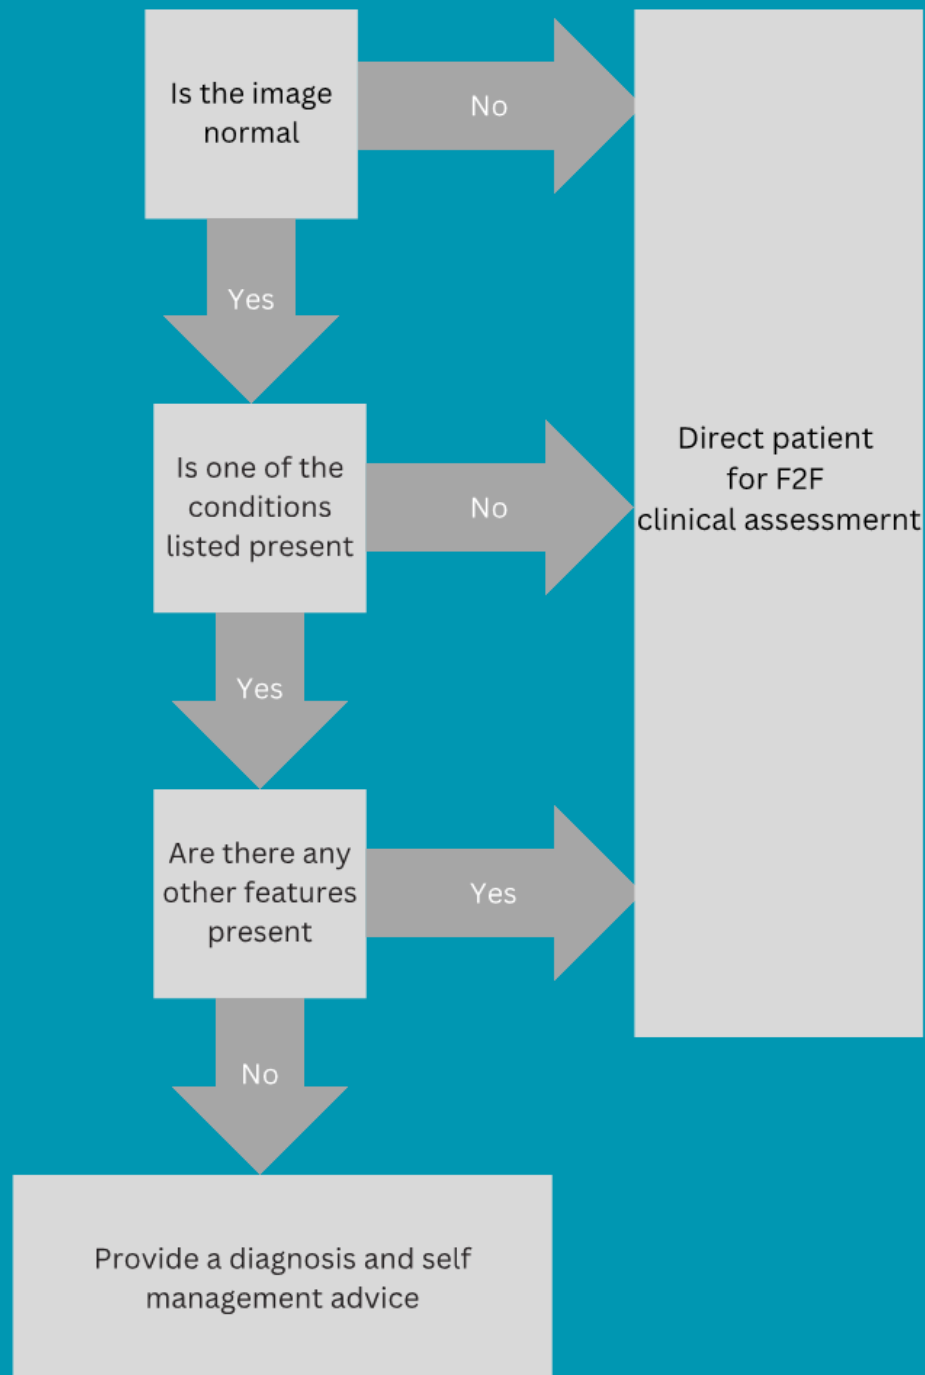 Is the image
normal
No
Yes
Is one of the
conditions
listed present
No
Direct patient
for F2F
clinical assessmernt
Yes
Are there any
other features
present
Yes
No
Provide a diagnosis and self
management advice